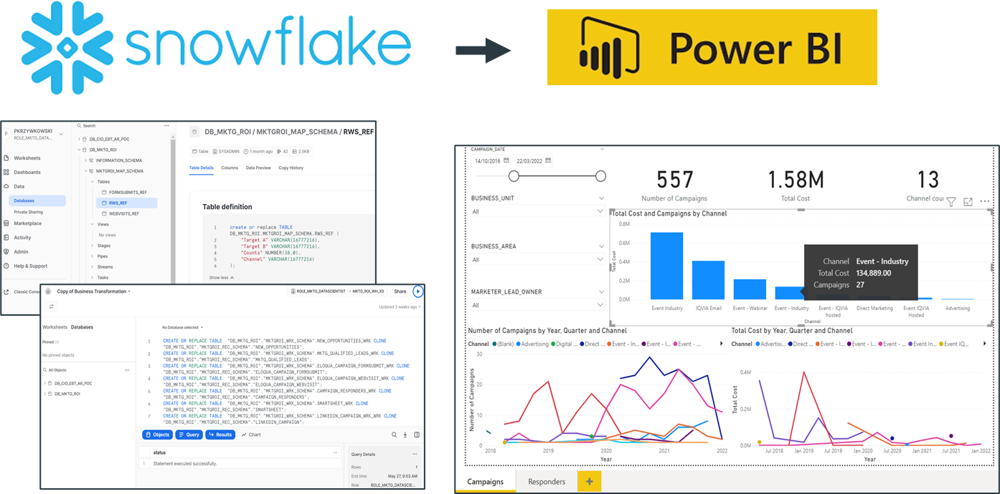 snowflake
Power BI
P
PKRZYWKOWSKI
ROLE_MKTG_DATA...
Worksheets
Dashboards
Data
Databases
Private Sharing
Marketplace
Activity
Admin
Help & Support
Classic Conso
Search
...
DB_CIO_EBT_AR_POC
DB_MKTG_ROI
INFORMATION_SCHEMA
MKTGROI_MAP_SCHEMA
Tables
FORMSUBMITS_REF
RWS_REF
WEBVISITS_REF
Views
No views
Stages
Pipes
Streams
Tasks
DB_MKTG_ROI / MKTGROI_MAP_SCHEMA / RWS_REF
Table SYSADMIN 1 month ago 42 2.5KB
Table Details Columns Data Preview Copy History
Table definition
1 create or replace TABLE
DB_MKTG_ROI.MKTGROI_MAP_SCHEMA.RWS_REF (
2 "Target A" VARCHAR(16777216),
3 "Target B" VARCHAR(16777216),
4 "Counts" NUMBER(38,0),
5 "Channel" VARCHAR(16777216)
6 );
Show less
Copy of Business Transformation
ROLE_MKTG_DATASCIENTIST • MKTG_ROI_WH_XS Share
Updated 2 weeks ago
Worksheets Databases
Pinned (0)
No pinned objects
All Objects ...
DB_CIO_EBT_AR_POC
DB_MKTG_ROI
No Database selected
1 CREATE OR REPLACE TABLE "DB_MKTG_ROI"."MKTGROI_WRK_SCHEMA".NEW_OPPORTUNITIES_WRK CLONE
"DB_MKTG_ROI"."MKTGROI_REC_SCHEMA"."NEW_OPPORTUNITIES";
2 CREATE OR REPLACE TABLE "DB_MKTG_ROI"."MKTGROI_WRK_SCHEMA".MKTG_QUALIFIED_LEADS_WRK CLONE
"DB_MKTG_ROI"."MKTGROI_REC_SCHEMA"."MKTG_QUALIFIED_LEADS";
3 CREATE OR REPLACE TABLE "DB_MKTG_ROI"."MKTGROI_WRK_SCHEMA".ELOQUA_CAMPAIGN_FORMSUBMIT_WRK CLONE
"DB_MKTG_ROI"."MKTGROI_REC_SCHEMA"."ELOQUA_CAMPAIGN_FORMSUBMIT";
4 CREATE OR REPLACE TABLE "DB_MKTG_ROI"."MKTGROI_WRK_SCHEMA".ELOQUA_CAMPAIGN_WEBVISIT_WRK CLONE
"DB_MKTG_ROI"."MKTGROI_REC_SCHEMA"."ELOQUA_CAMPAIGN_WEBVISIT";
5 CREATE OR REPLACE TABLE "DB_MKTG_ROI"."MKTGROI_WRK_SCHEMA".CAMPAIGN_RESPONDERS_WRK CLONE
"DB_MKTG_ROI"."MKTGROI_REC_SCHEMA"."CAMPAIGN_RESPONDERS";
6 CREATE OR REPLACE TABLE "DB_MKTG_ROI"."MKTGROI_WRK_SCHEMA".SMARTSHEET_WRK CLONE
"DB_MKTG_ROI"."MKTGROI_REC_SCHEMA"."SMARTSHEET";
7 CREATE OR REPLACE TABLE "DB_MKTG_ROI"."MKTGROI_WRK_SCHEMA".LINKEDIN_CAMPAIGN_WRK_WRK CLONE
"DB_MKTG_ROI"."MKTGROI_REC_SCHEMA"."LINKEDIN_CAMPAIGN";
Objects Query Results Chart
status ...
1 Statement executed successfully.
Query Details ...
Rows 1
End time May 27, 9:53 AM
Role ROLE_MKTG_DATASCIE...
CAMPAIGN_DATE
14/10/2016 22/03/2022
BUSINESS_UNIT
All
BUSINESS_AREA
All
MARKETER_LEAD_OWNER
All
557
Number of Campaigns
1.58M
Total Cost
13
Channel cou
...
Total Cost and Campaigns by Channel
Total Cost
0.8M
0.6M
0.4M
0.2M
0.0M
Event Industry
IQVIA Email
Event - Webinar
Event - Industry
Event - IQVIA
hosted
Direct Marketing
Event IQVIA
Hosted
Advertising
Channel
Channel Event - Industry
Total Cost 134,889.00
Campaigns 27
Number of Campaigns by Year, Quarter and Channel
Channel (Blank) Advertising Digital ... Direct ... Event - In... Event - I... Event - ...
Number of Campaigns
30
20
10
0
2018 2019 2020 2021 2022
Year
Total Cost by Year, Quarter and Channel
Channel Advertisi... Direct ... Event - I... Event - I... Event - ... Event In... Event IQ...
Total Cost
0.4M
0.2M
0.0M
Jul 2018 Jan 2019 Jul 2019 Jan 2020 Jul 2020 Jan 2021 Jul 2021 Jan 2022
Year
Campaigns Responders +